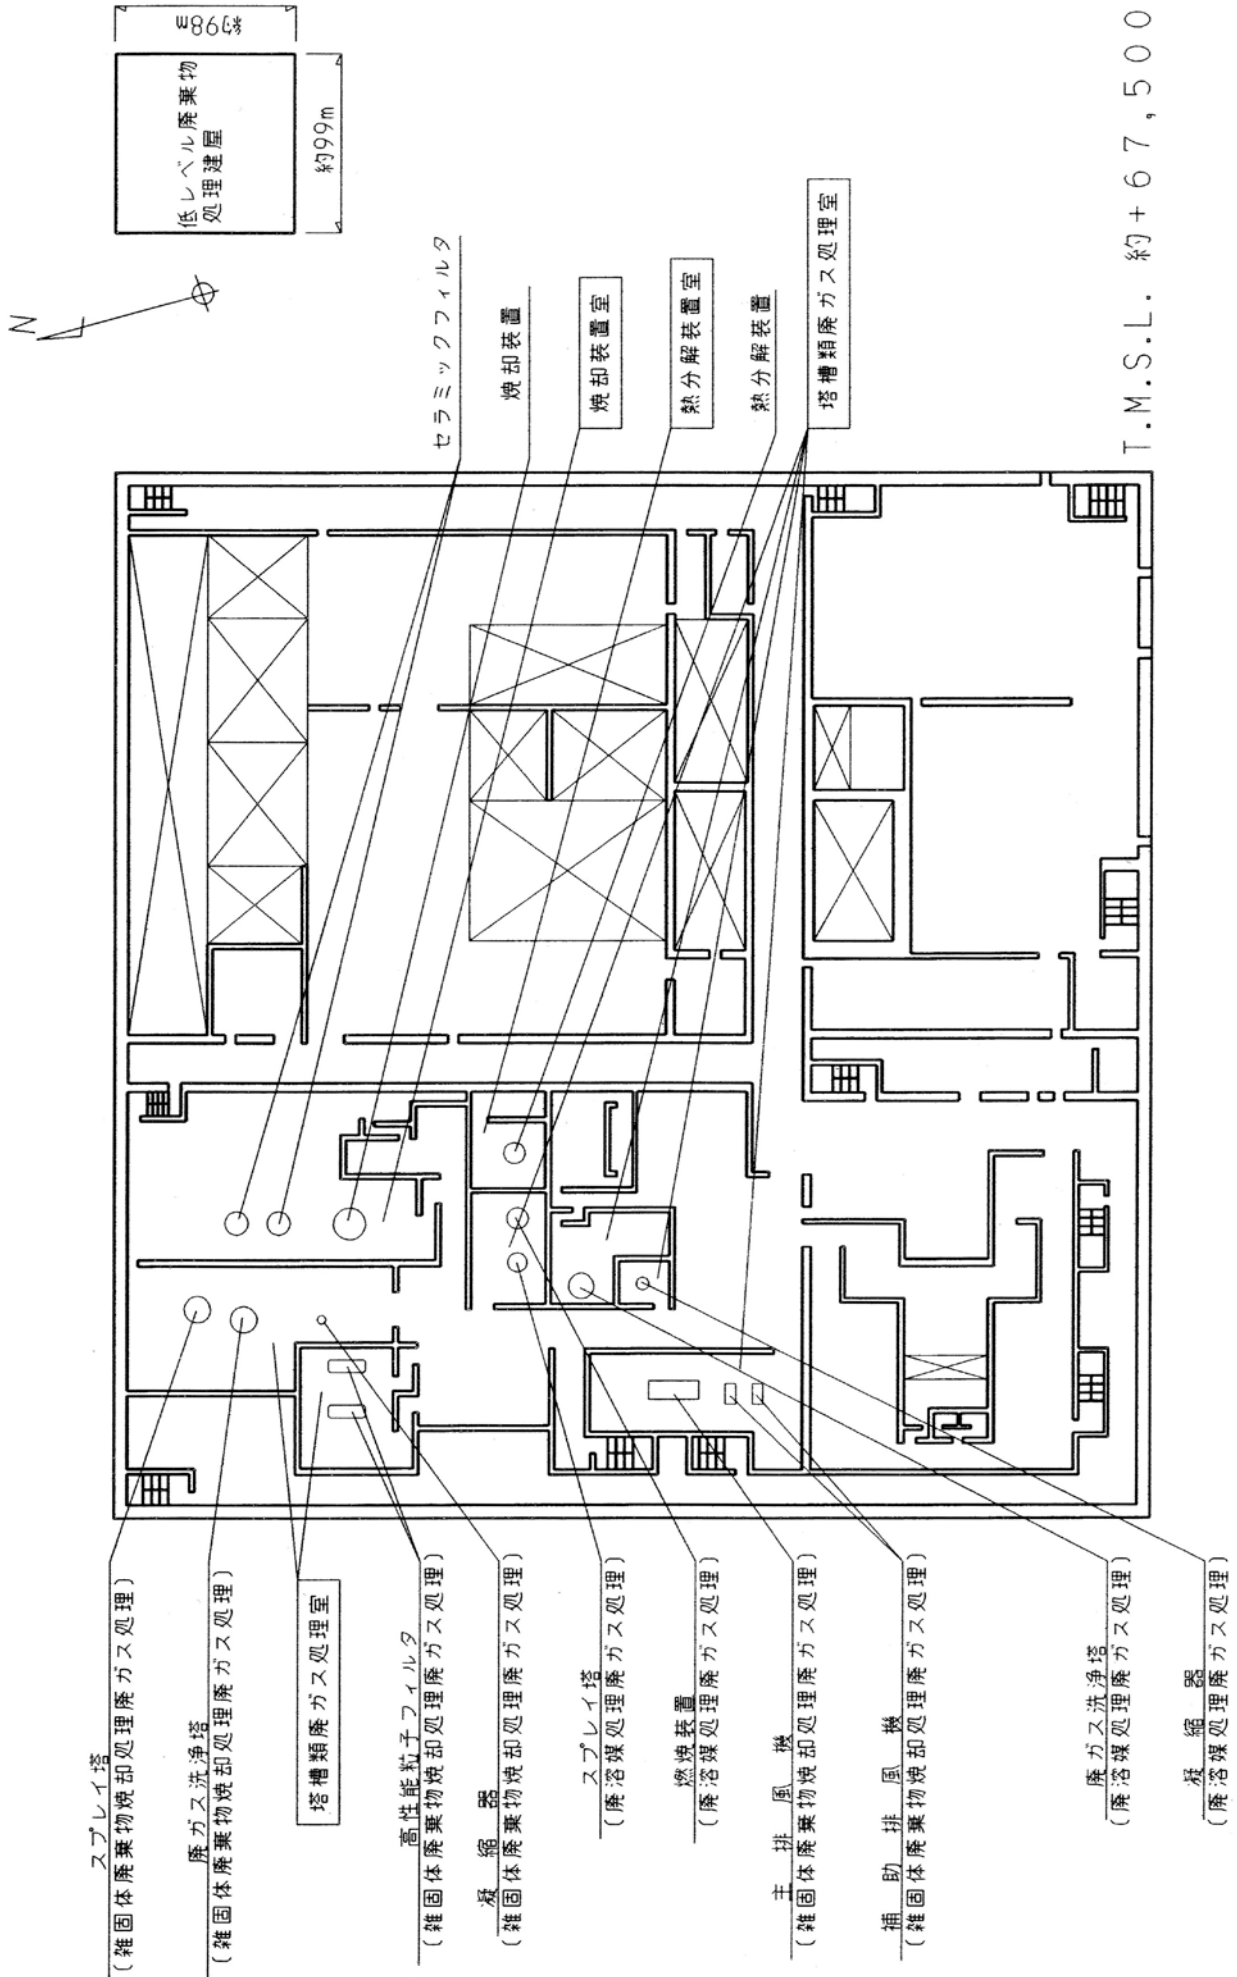 N
低レベル廃棄物
処理建屋
約98m
約99m
セラミックフィルタ
焼却装置
焼却装置室
熱分解装置室
熱分解装置
塔槽類廃ガス処理室
T.M.S.L. 約+67,500
スプレイ塔
(雑固体廃棄物焼却処理廃ガス処理)
廃ガス洗浄塔
(雑固体廃棄物焼却処理廃ガス処理)
塔槽類廃ガス処理室
高性能粒子フィルタ
(雑固体廃棄物焼却処理廃ガス処理)
凝縮器
(雑固体廃棄物焼却処理廃ガス処理)
スプレイ塔
(廃溶媒処理廃ガス処理)
燃焼装置
(廃溶媒処理廃ガス処理)
主排風機
(雑固体廃棄物焼却処理廃ガス処理)
補助排風機
(雑固体廃棄物焼却処理廃ガス処理)
廃ガス洗浄塔
(廃溶媒処理廃ガス処理)
凝縮器
(廃溶媒処理廃ガス処理)